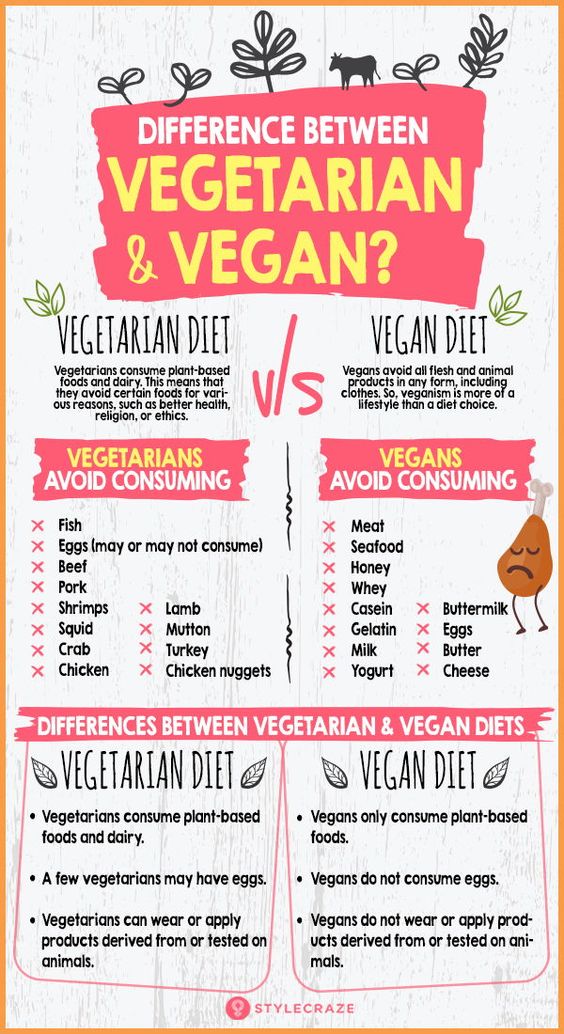 DIFFERENCE BETWEEN
VEGETARIAN
& VEGAN?
VEGETARIAN DIET
Vegetarians consume plant-based
foods and dairy. This means that
they avoid certain foods for vari-
ous reasons, such as better health,
religion, or ethics.
v/s
VEGAN DIET
Vegans avoid all flesh and animal
products in any form, including
clothes. So, veganism is more of a
lifestyle than a diet choice.
VEGETARIANS
AVOID CONSUMING
Fish
Eggs (may or may not consume)
Beef
Pork
Shrimps
Squid
Crab
Chicken
Lamb
Mutton
Turkey
Chicken nuggets
VEGANS
AVOID CONSUMING
Meat
Seafood
Honey
Whey
Casein
Gelatin
Milk
Yogurt
Buttermilk
Eggs
Butter
Cheese
DIFFERENCES BETWEEN VEGETARIAN & VEGAN DIETS
VEGETARIAN DIET
• Vegetarians consume plant-based
foods and dairy.
• A few vegetarians may have eggs.
• Vegetarians can wear or apply
products derived from or tested on
animals.
VEGAN DIET
• Vegans only consume plant-based
foods.
• Vegans do not consume eggs.
• Vegans do not wear or apply prod-
ucts derived from or tested on ani-
mals.
STYLECRAZE